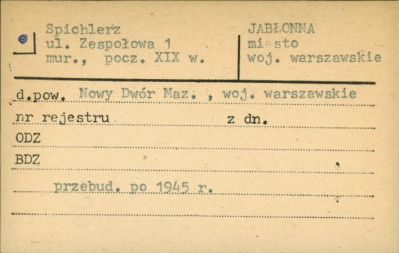 Spichlerz JABŁONNA
ul. Zespołowa 1 miasto
mur., pocz. XIX w. woj. warszawskie
d.pow. Nowy Dwór Maz. , woj. warszawskie
nr rejestru z dn.
ODZ
BDZ
przebud. po 1945 r.